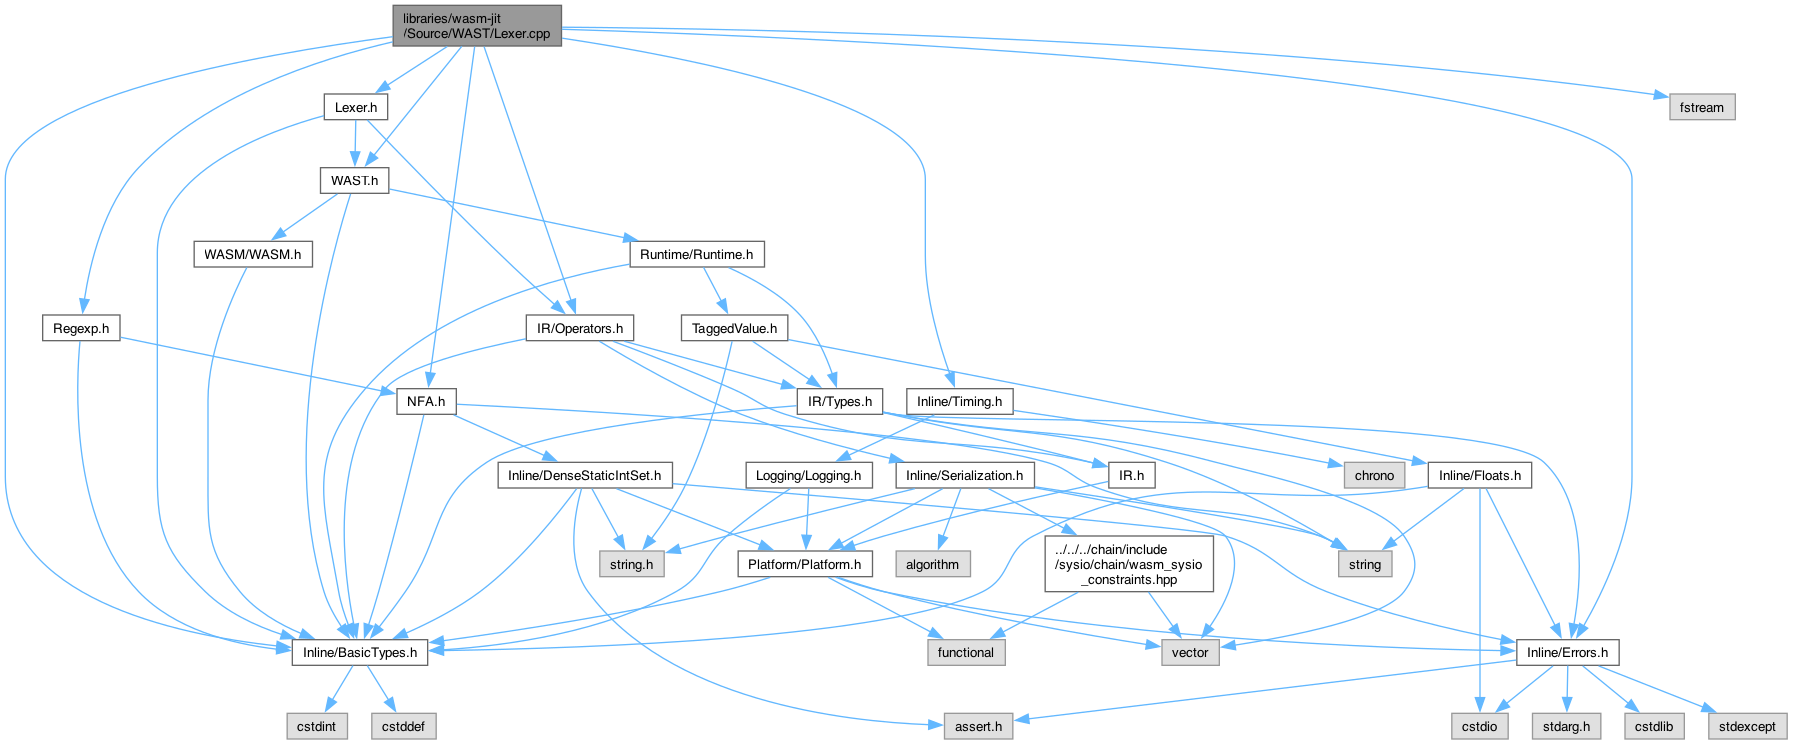 libraries/wasm-jit
/Source/WAST/Lexer.cpp
Lexer.h
fstream
WAST.h
WASM/WASM.h
Runtime/Runtime.h
Regexp.h
IR/Operators.h
TaggedValue.h
NFA.h
IR/Types.h
Inline/Timing.h
Inline/DenseStaticIntSet.h
Logging/Logging.h
Inline/Serialization.h
IR.h
chrono
Inline/Floats.h
string.h
Platform/Platform.h
algorithm
../../../chain/include
/sysio/chain/wasm_sysio
_constraints.hpp
string
Inline/BasicTypes.h
functional
vector
Inline/Errors.h
cstdint
cstddef
assert.h
cstdio
stdarg.h
cstdlib
stdexcept